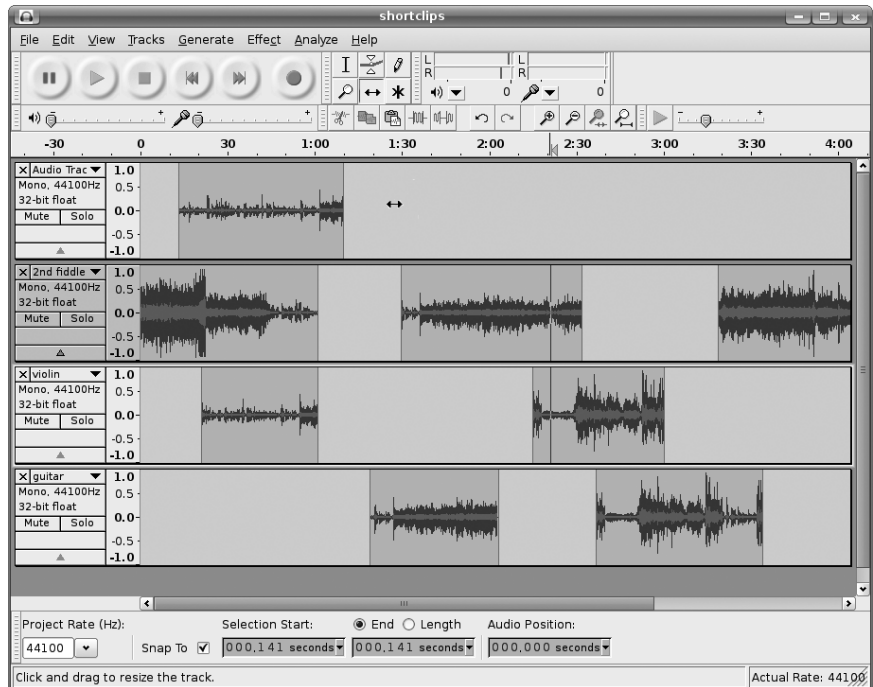 shortclips
File Edit View Tracks Generate Effect Analyze Help
L
R
L
R
0
0
-30 0 30 1:00 1:30 2:00 2:30 3:00 3:30 4:00
Audio Trac
Mono, 44100Hz
32-bit float
Mute Solo
1.0
0.5
0.0
-0.5
-1.0
2nd fiddle
Mono, 44100Hz
32-bit float
Mute Solo
1.0
0.5
0.0
-0.5
-1.0
violin
Mono, 44100Hz
32-bit float
Mute Solo
1.0
0.5
0.0
-0.5
-1.0
guitar
Mono, 44100Hz
32-bit float
Mute Solo
1.0
0.5
0.0
-0.5
-1.0
Project Rate (Hz): Selection Start: End Length Audio Position:
44100 Snap To 000,141 seconds 000,141 seconds 000,000 seconds
Click and drag to resize the track. Actual Rate: 44100